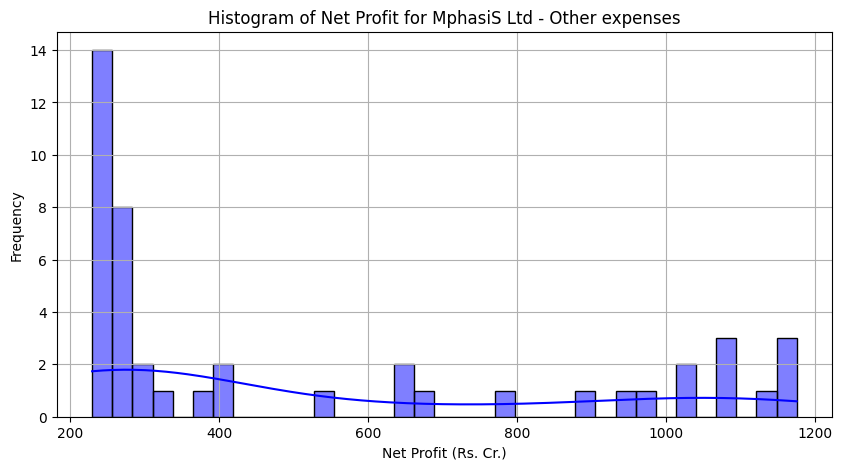 Histogram of Net Profit for MphasiS Ltd - Other expenses
14
12
10
8
6
4
2
0
Frequency
200 400 600 800 1000 1200
Net Profit (Rs. Cr.)